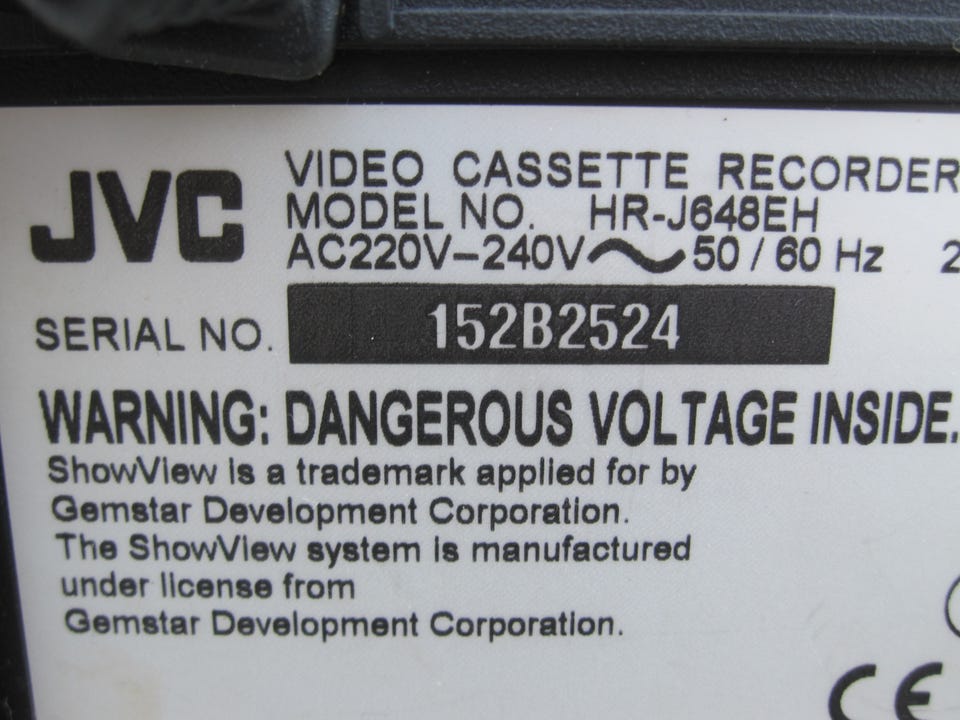 JVC
VIDEO CASSETTE RECORDER
MODEL NO. HR-J648EH
AC220V–240V～50 / 60 Hz 2
SERIAL NO. 152B2524
WARNING: DANGEROUS VOLTAGE INSIDE.
ShowView is a trademark applied for by
Gemstar Development Corporation.
The ShowView system is manufactured
under license from
Gemstar Development Corporation.
CE